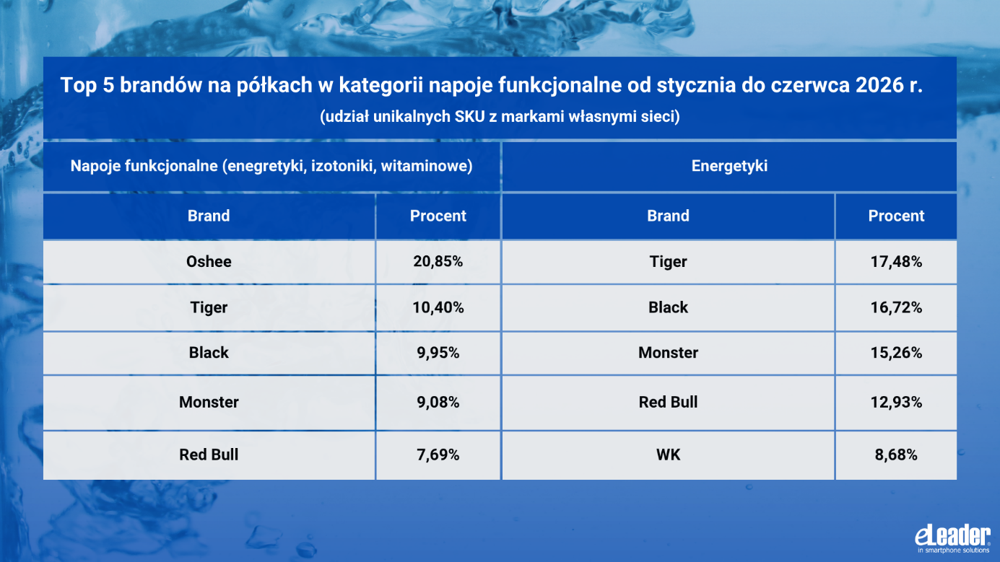 Top 5 brandów na półkach w kategorii napoje funkcjonalne od stycznia do czerwca 2026 r.
(udział unikalnych SKU z markami własnymi sieci)
Napoje funkcjonalne (enegretyki, izotoniki, witaminowe) Energetyki
Brand Procent Brand Procent
Oshee 20,85% Tiger 17,48%
Tiger 10,40% Black 16,72%
Black 9,95% Monster 15,26%
Monster 9,08% Red Bull 12,93%
Red Bull 7,69% WK 8,68%
eLeader
in smartphone solutions